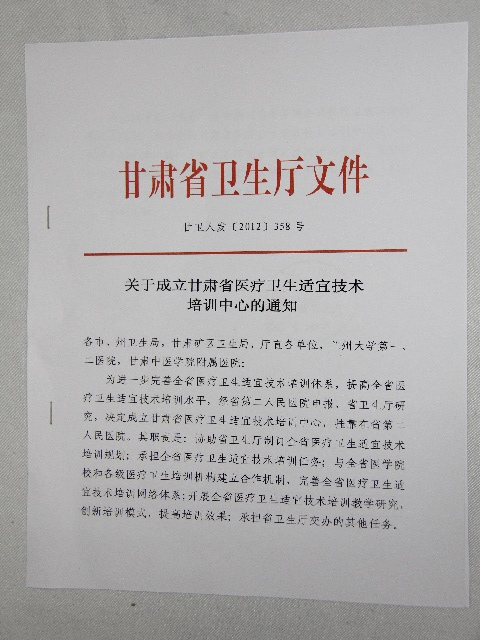 甘肃省卫生厅文件
甘卫人发〔2012〕358 号
关于成立甘肃省医疗卫生适宜技术
培训中心的通知
各市、州卫生局，甘肃矿区卫生局，厅直各单位，兰州大学第一、
二医院，甘肃中医学院附属医院：
为进一步完善全省医疗卫生适宜技术培训体系，提高全省医
疗卫生适宜技术培训水平，经省第二人民医院申报，省卫生厅研
究，决定成立甘肃省医疗卫生适宜技术培训中心，挂靠在省第二
人民医院。其职责是：协助省卫生厅制订全省医疗卫生适宜技术
培训规划；承担全省医疗卫生适宜技术培训任务；与全省医学院
校和各级医疗卫生培训机构建立合作机制，完善全省医疗卫生适
宜技术培训网络体系；开展全省医疗卫生适宜技术培训教学研究，
创新培训模式，提高培训效果；承担省卫生厅交办的其他任务。